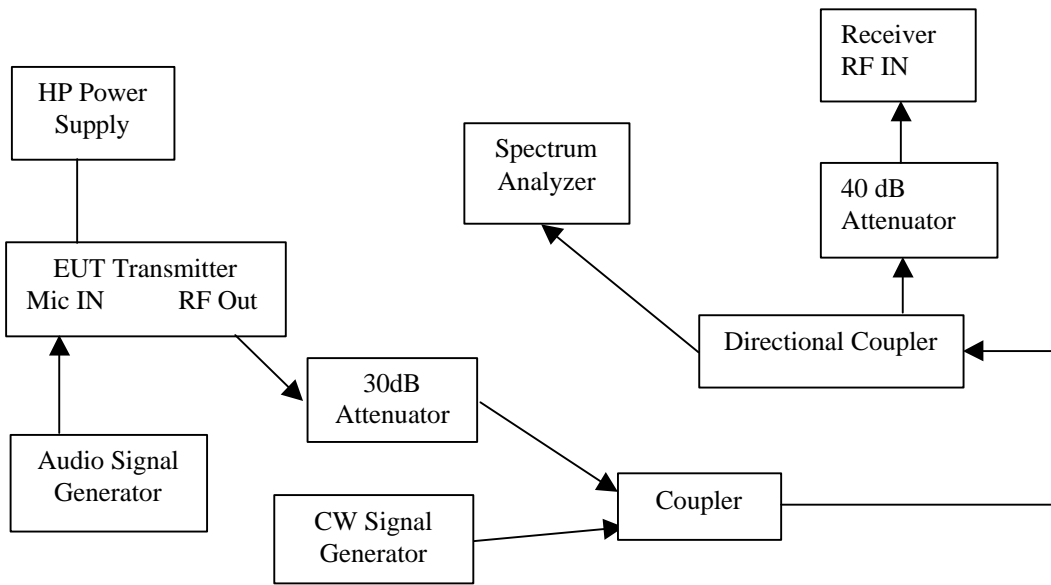 Receiver
RF IN
HP Power
Supply
Spectrum
Analyzer
40 dB
Attenuator
EUT Transmitter
Mic IN RF Out
Directional Coupler
30dB
Attenuator
Audio Signal
Generator
Coupler
CW Signal
Generator